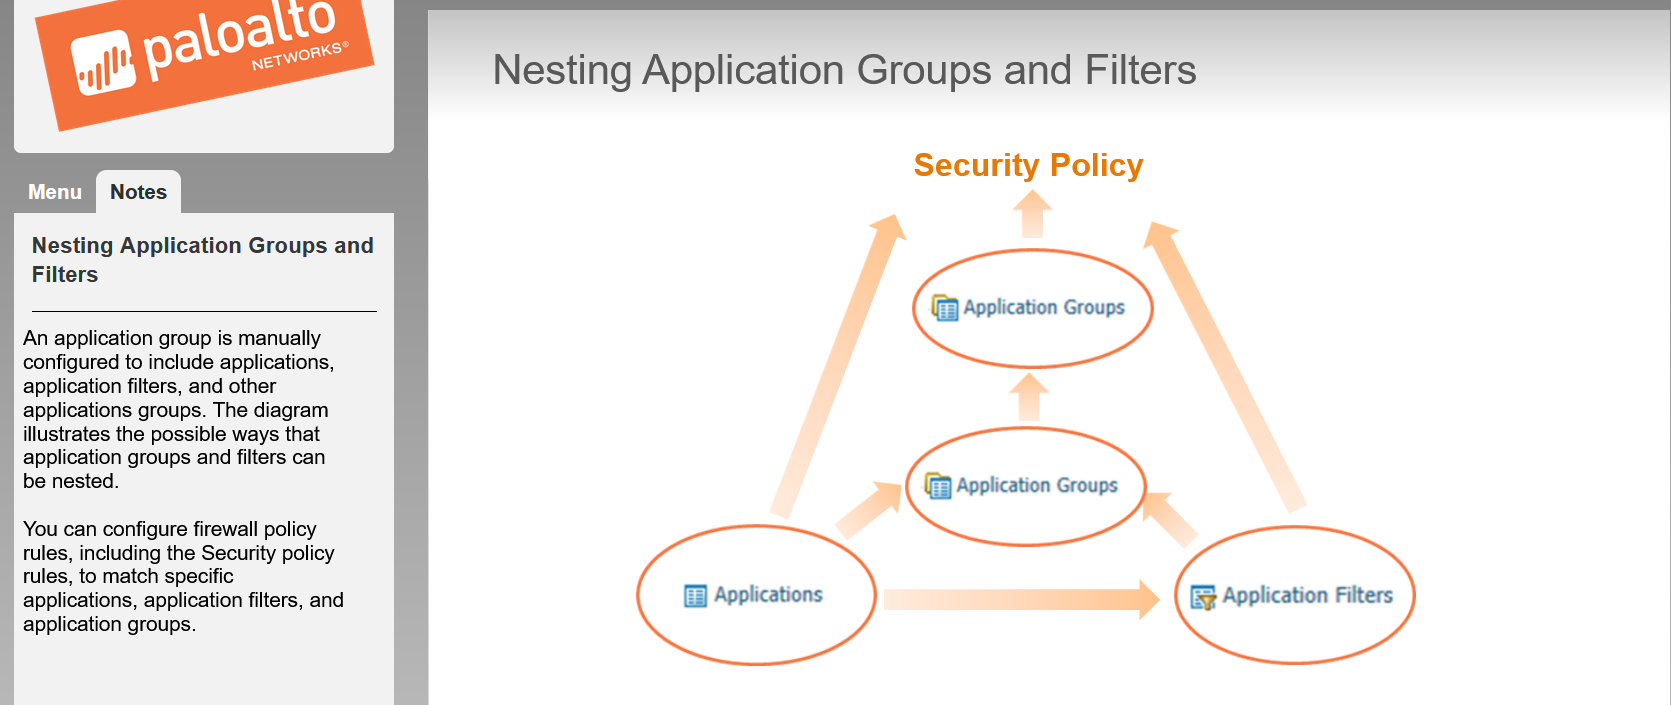 paloalto
NETWORKS®
Menu
Notes
Nesting Application Groups and
Filters
An application group is manually
configured to include applications,
application filters, and other
applications groups. The diagram
illustrates the possible ways that
application groups and filters can
be nested.
You can configure firewall policy
rules, including the Security policy
rules, to match specific
applications, application filters, and
application groups.
Nesting Application Groups and Filters
Security Policy
Application Groups
Application Groups
Applications
Application Filters